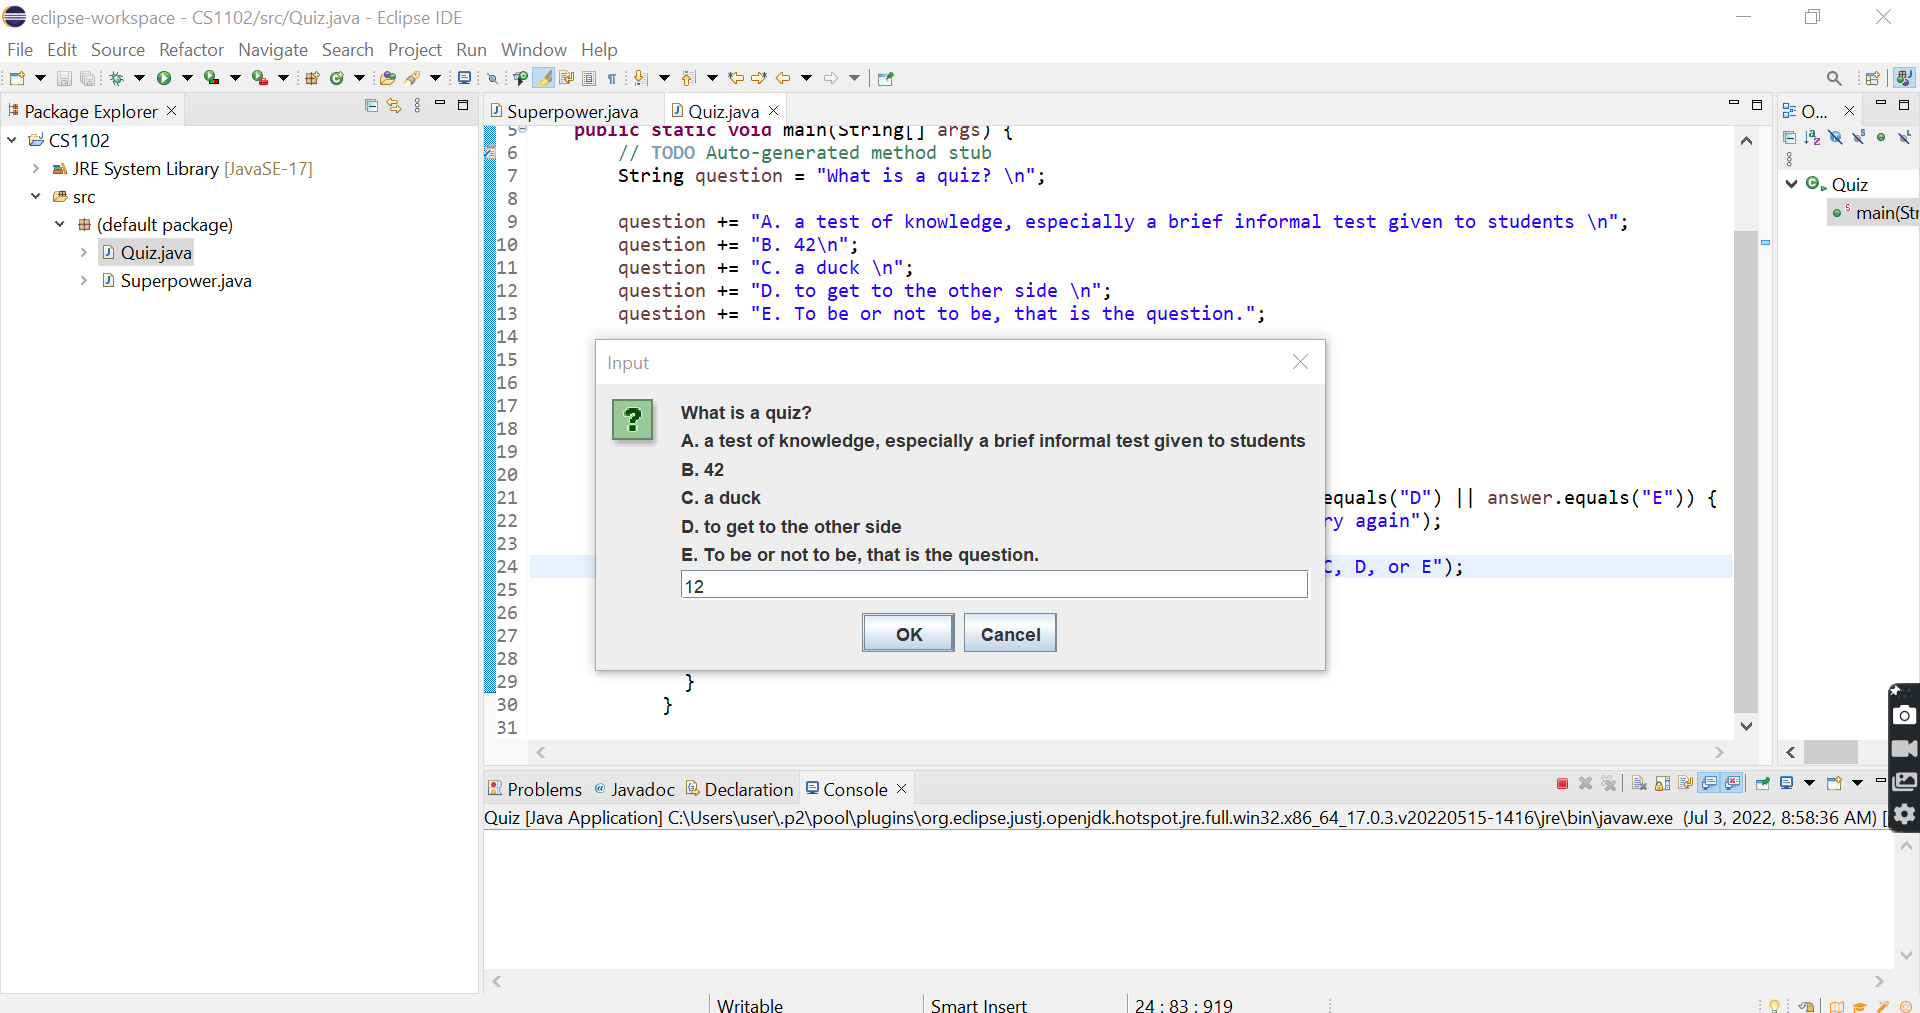 eclipse-workspace - CS1102/src/Quiz.java - Eclipse IDE
File Edit Source Refactor Navigate Search Project Run Window Help
Package Explorer
CS1102
JRE System Library [JavaSE-17]
src
(default package)
Quiz.java
Superpower.java
Superpower.java
Quiz.java
5 public static void main(String[] args) {
6 // TODO Auto-generated method stub
7 String question = "What is a quiz? \n";
8
9 question += "A. a test of knowledge, especially a brief informal test given to students \n";
10 question += "B. 42\n";
11 question += "C. a duck \n";
12 question += "D. to get to the other side \n";
13 question += "E. To be or not to be, that is the question.";
14
15
16
17
18
19
20
21 equals("D") || answer.equals("E")) {
22 ry again");
23
24 C, D, or E");
25
26
27
28
29 }
30 }
31
Input
What is a quiz?
A. a test of knowledge, especially a brief informal test given to students
B. 42
C. a duck
D. to get to the other side
E. To be or not to be, that is the question.
12
OK Cancel
O...
Quiz
main(Str
Problems Javadoc Declaration Console
Quiz [Java Application] C:\Users\user\.p2\pool\plugins\org.eclipse.justj.openjdk.hotspot.jre.full.win32.x86_64_17.0.3.v20220515-1416\jre\bin\javaw.exe (Jul 3, 2022, 8:58:36 AM) [
Writable Smart Insert 24 : 83 : 919